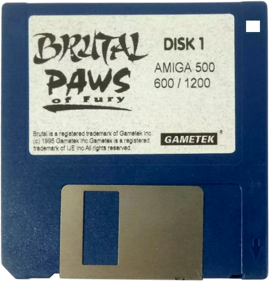 BRUTAL
PAWS
of fury
DISK 1
AMIGA 500
600 / 1200
Brutal is a registered trademark of Gametek Inc.
(c) 1995 Gametek Inc Gametek is a registered
trademark of IJE Inc All rights reserved.
GAMETEK